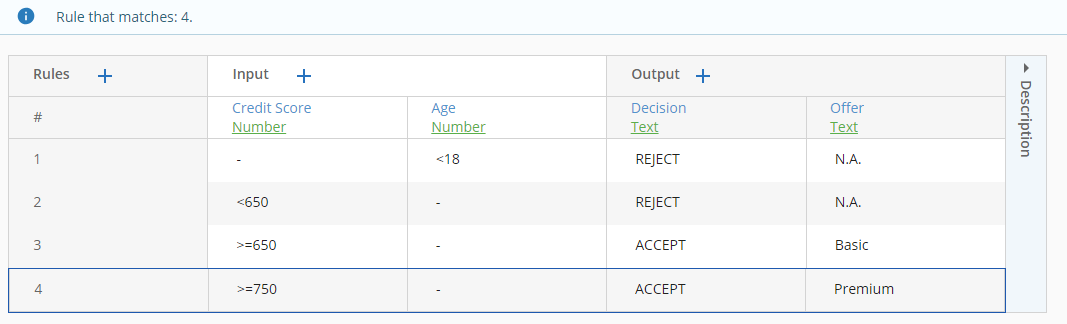 Rule that matches: 4.
Rules + Input + Output +
# Credit Score Age Decision Offer
Number Number Text Text
1 - <18 REJECT N.A.
2 <650 - REJECT N.A.
3 >=650 - ACCEPT Basic
4 >=750 - ACCEPT Premium
Description